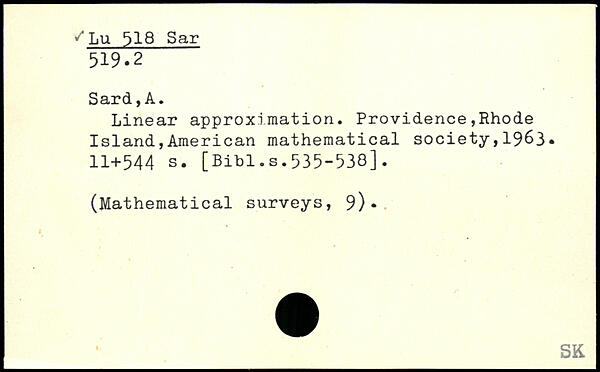 ✓ Lu 518 Sar
519.2
Sard,A.
Linear approximation. Providence,Rhode
Island,American mathematical society,1963.
11+544 s. [Bibl.s.535-538].
(Mathematical surveys, 9).
SK